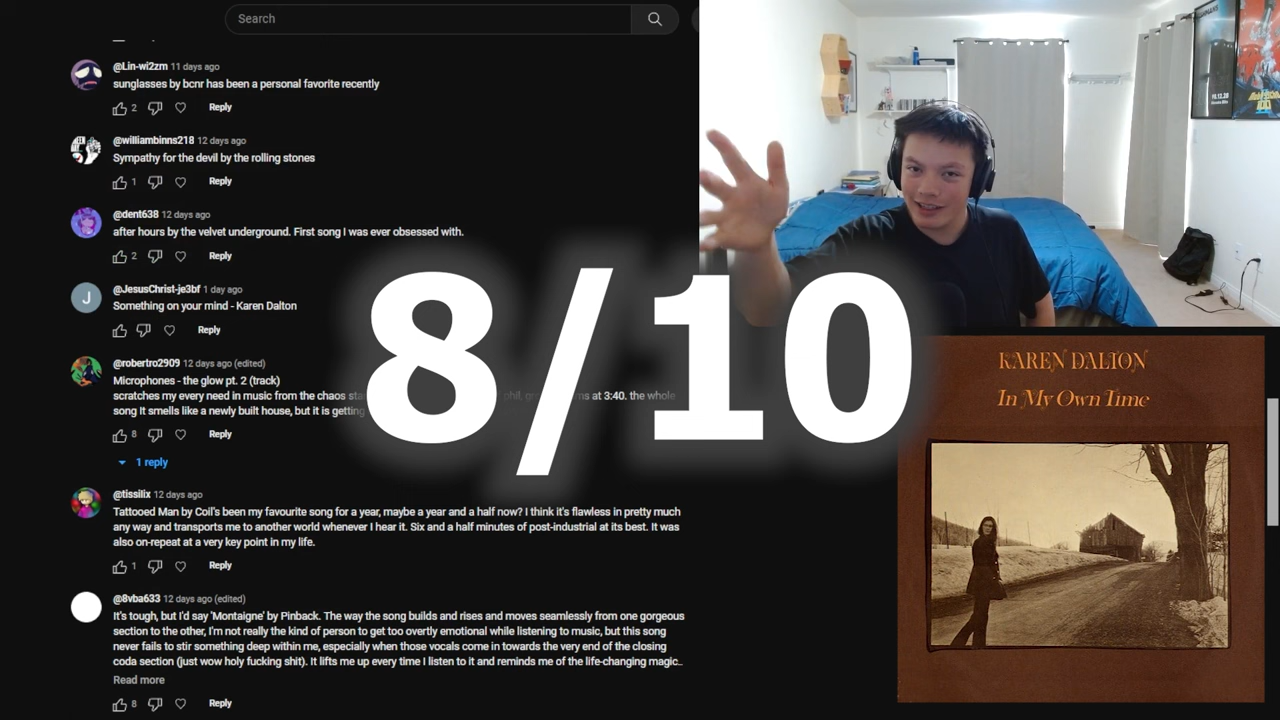 Search
@Lin-wi2zm 11 days ago
sunglasses by bcnr has been a personal favorite recently
2 Reply
@williambinns218 12 days ago
Sympathy for the devil by the rolling stones
1 Reply
@dent638 12 days ago
after hours by the velvet underground. First song I was ever obsessed with.
2 Reply
J
@JesusChrist-je3bf 1 day ago
Something on your mind - Karen Dalton
Reply
@robertro2909 12 days ago (edited)
Microphones - the glow pt. 2 (track)
scratches my every need in music from the chaos at 3:40. the whole
song It smells like a newly built house, but it is getting
8 Reply
1 reply
@tissilix 12 days ago
Tattooed Man by Coil's been my favourite song for a year, maybe a year and a half now? I think it's flawless in pretty much
any way and transports me to another world whenever I hear it. Six and a half minutes of post-industrial at its best. It was
also on-repeat at a very key point in my life.
1 Reply
@8vba633 12 days ago (edited)
It's tough, but I'd say 'Montaigne' by Pinback. The way the song builds and rises and moves seamlessly from one gorgeous
section to the other, I'm not really the kind of person to get too overtly emotional while listening to music, but this song
never fails to stir something deep within me, especially when those vocals come in towards the very end of the closing
coda section (just wow holy fucking shit). It lifts me up every time I listen to it and reminds me of the life-changing magic...
Read more
8 Reply
8/10
KAREN DALTON
In My Own Time